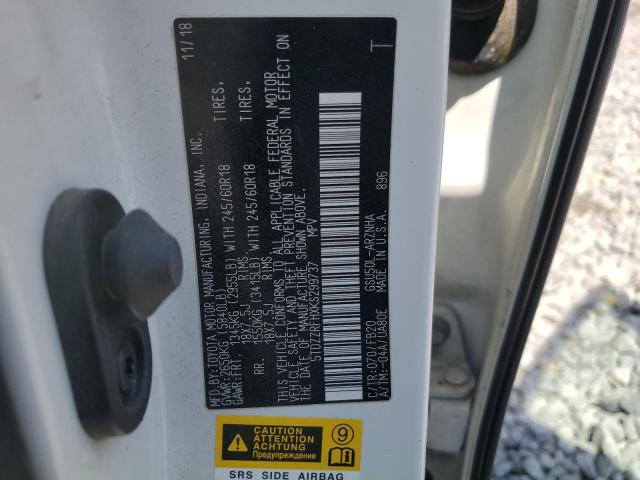 MFD.BY:TOYOTA MOTOR MANUFACTURING, INDIANA, INC. 11/18
GVWR:2650KG (5840LB)
GAWR:FRT. 1345KG (2955LB) WITH 245/60R18 TIRES,
18X7.5J RIMS
RR. 1550KG (3415LB) WITH 245/60R18 TIRES,
18X7.5J RIMS
THIS VEHICLE CONFORMS TO ALL APPLICABLE FEDERAL MOTOR
VEHICLE SAFETY AND THEFT PREVENTION STANDARDS IN EFFECT ON
THE DATE OF MANUFACTURE SHOWN ABOVE.
5TDZZRFHXKS299737 MPV
T
C/TR:070/FB20 GSU50L-ARZNHA 896
A/TM:-04A/UA80E MADE IN U.S.A.
CAUTION
ATTENTION
ACHTUNG
Предупреждение
9
SRS SIDE AIRBAG